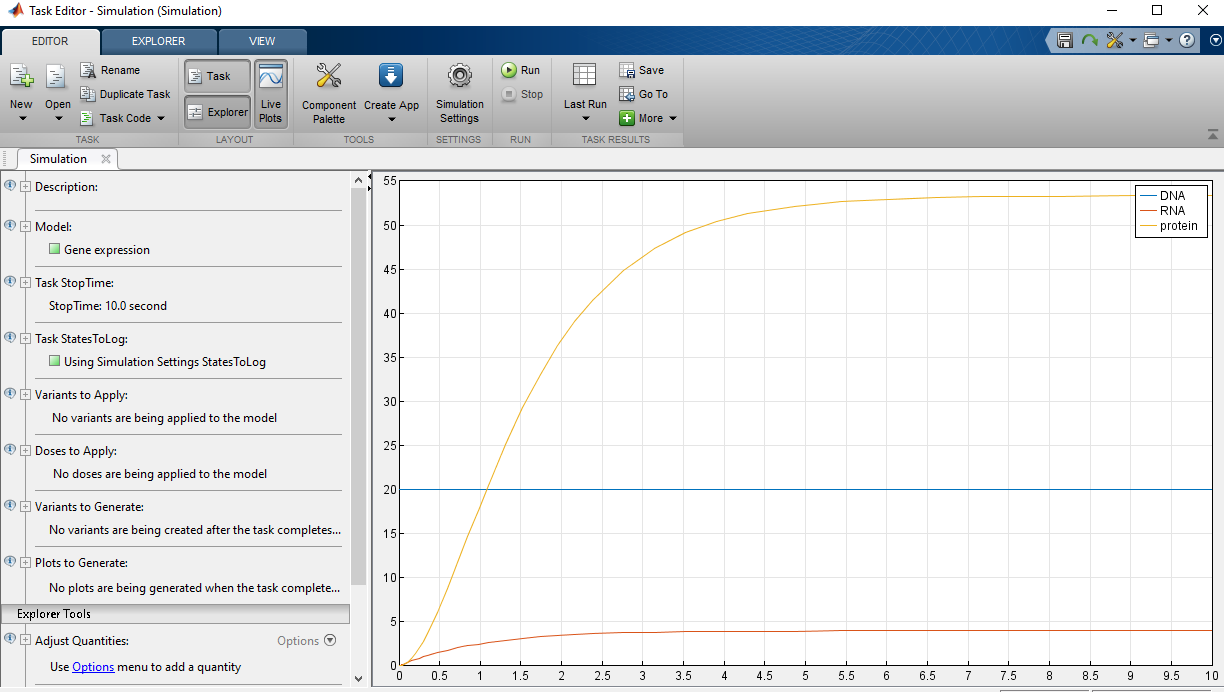 Task Editor - Simulation (Simulation)
EDITOR EXPLORER VIEW
New
Open
Rename
Duplicate Task
Task Code
TASK
Task
Explorer
Live
Plots
LAYOUT
Component
Palette
Create App
TOOLS
Simulation
Settings
SETTINGS
Run
Stop
RUN
Last Run
Save
Go To
More
TASK RESULTS
Simulation
Description:
Model:
Gene expression
Task StopTime:
StopTime: 10.0 second
Task StatesToLog:
Using Simulation Settings StatesToLog
Variants to Apply:
No variants are being applied to the model
Doses to Apply:
No doses are being applied to the model
Variants to Generate:
No variants are being created after the task completes...
Plots to Generate:
No plots are being generated when the task complete...
Explorer Tools
Adjust Quantities: Options
Use Options menu to add a quantity
55
50
45
40
35
30
25
20
15
10
5
0
0 0.5 1 1.5 2 2.5 3 3.5 4 4.5 5 5.5 6 6.5 7 7.5 8 8.5 9 9.5 10
DNA
RNA
protein